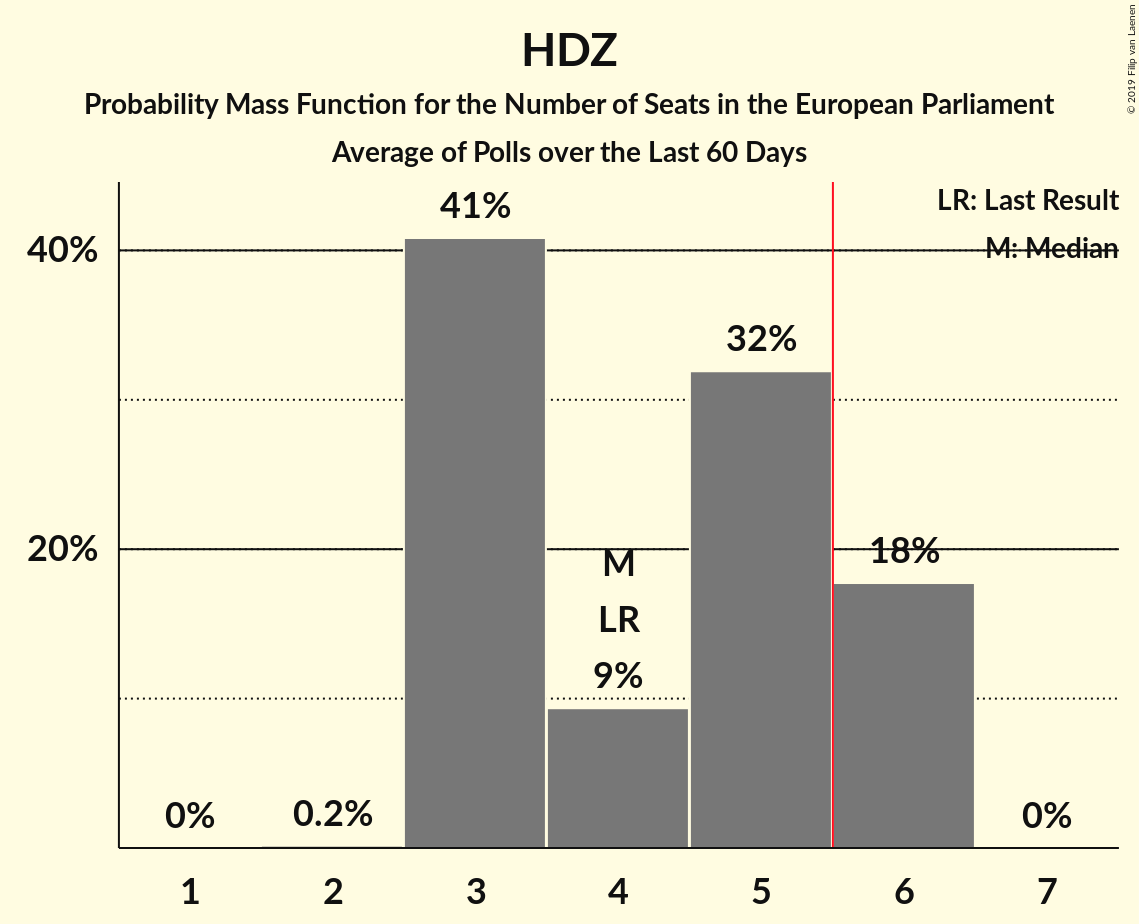 HDZ
Probability Mass Function for the Number of Seats in the European Parliament
Average of Polls over the Last 60 Days
© 2019 Filip van Laenen
LR: Last Result
M: Median
40%
20%
0%
0.2%
41%
M
LR
9%
32%
18%
0%
1 2 3 4 5 6 7